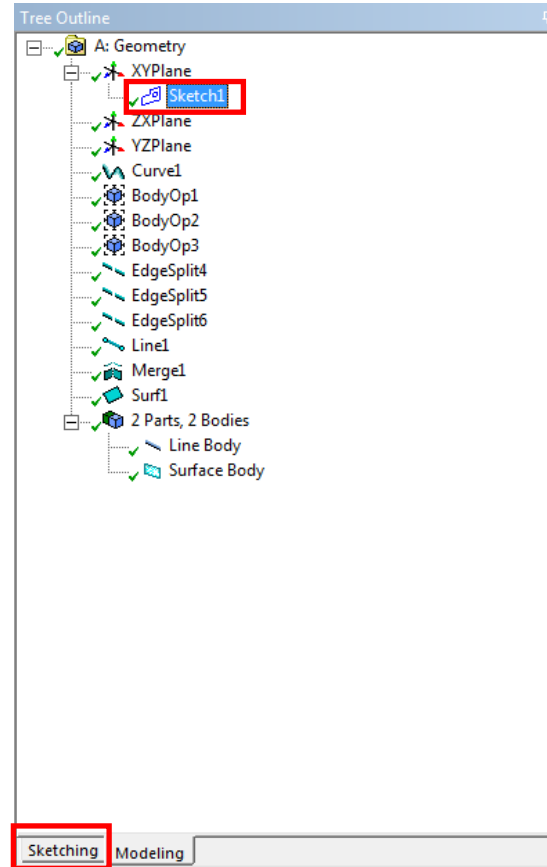 Tree Outline
A: Geometry
XYPlane
Sketch1
ZXPlane
YZPlane
Curve1
BodyOp1
BodyOp2
BodyOp3
EdgeSplit4
EdgeSplit5
EdgeSplit6
Line1
Merge1
Surf1
2 Parts, 2 Bodies
Line Body
Surface Body
Sketching Modeling